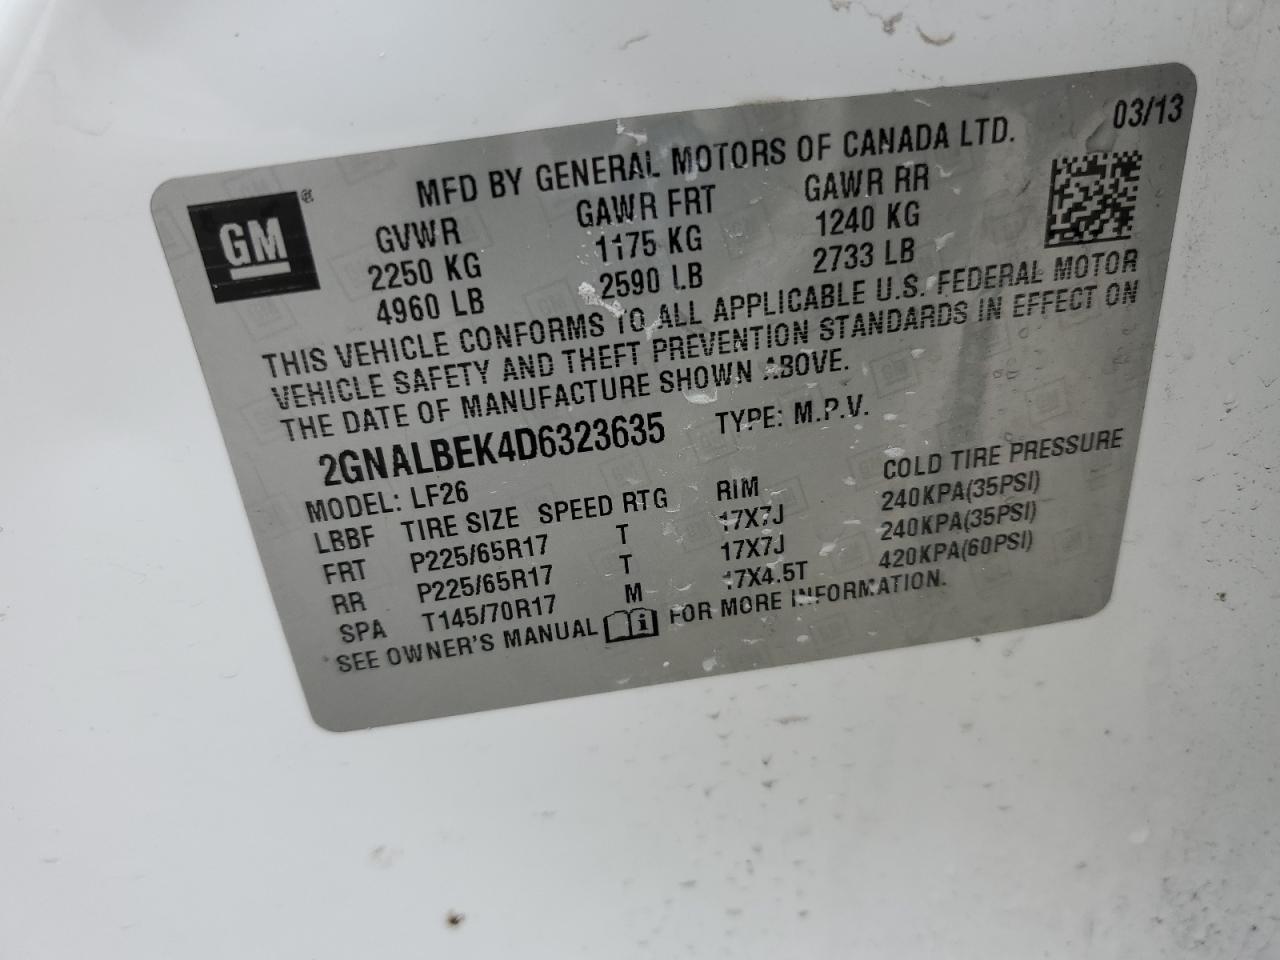 03/13
MFD BY GENERAL MOTORS OF CANADA LTD.
GM ®
GVWR GAWR FRT GAWR RR
2250 KG 1175 KG 1240 KG
4960 LB 2590 LB 2733 LB
THIS VEHICLE CONFORMS TO ALL APPLICABLE U.S. FEDERAL MOTOR
VEHICLE SAFETY AND THEFT PREVENTION STANDARDS IN EFFECT ON
THE DATE OF MANUFACTURE SHOWN ABOVE.
2GNALBEK4D6323635 TYPE: M.P.V.
MODEL: LF26
LBBF TIRE SIZE SPEED RTG RIM COLD TIRE PRESSURE
FRT P225/65R17 T 17X7J 240KPA(35PSI)
RR P225/65R17 T 17X7J 240KPA(35PSI)
SPA T145/70R17 M 17X4.5T 420KPA(60PSI)
SEE OWNER'S MANUAL FOR MORE INFORMATION.